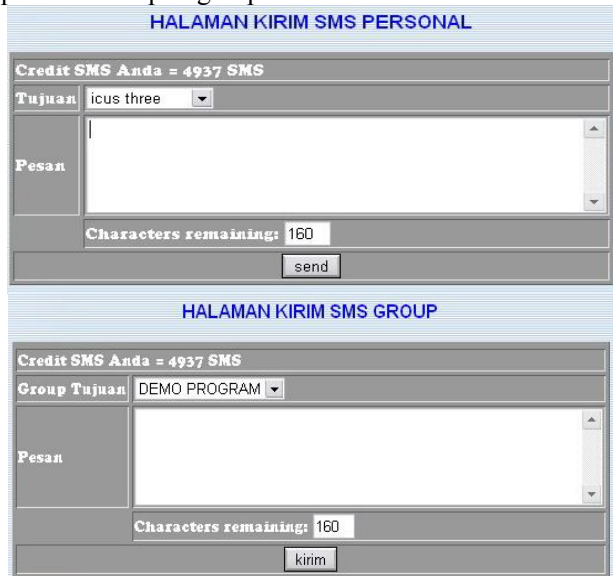 HALAMAN KIRIM SMS PERSONAL
Credit SMS Anda = 4937 SMS
Tujuan icus three
Pesan
Characters remaining: 160
send
HALAMAN KIRIM SMS GROUP
Credit SMS Anda = 4937 SMS
Group Tujuan DEMO PROGRAM
Pesan
Characters remaining: 160
kirim